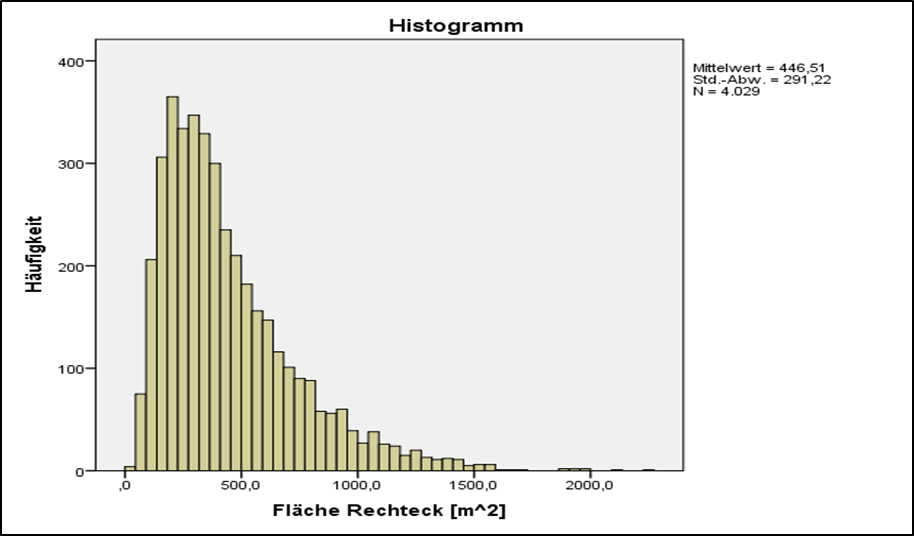 Histogramm
Mittelwert = 446,51
Std.-Abw. = 291,22
N = 4.029
400
300
200
100
0
Häufigkeit
,0
500,0
1000,0
1500,0
2000,0
Fläche Rechteck [m^2]